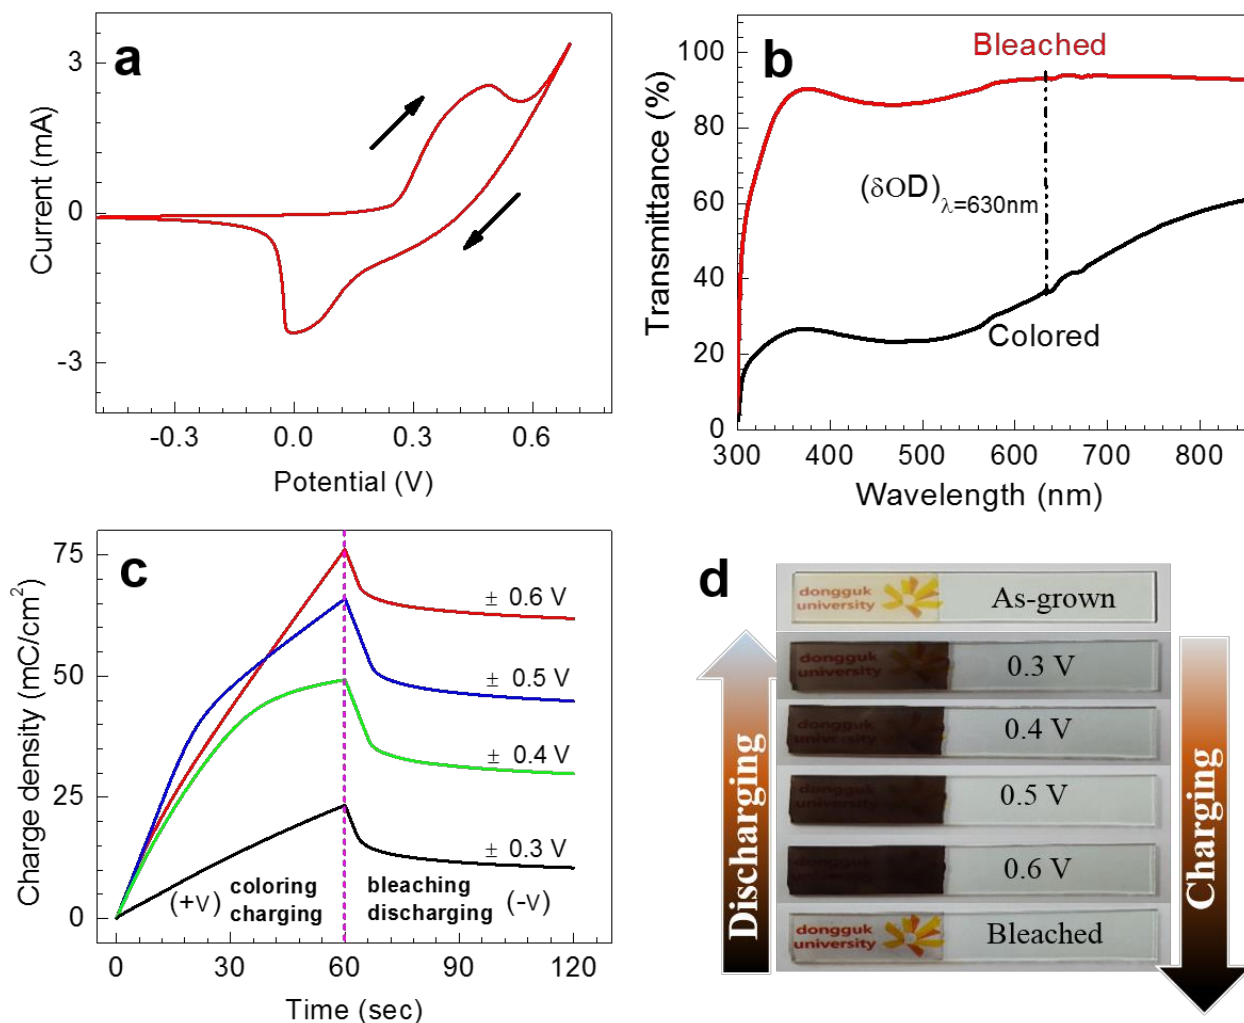 a
3
0
-3
Current (mA)
-0.3
0.0
0.3
0.6
Potential (V)
b
100
80
60
40
20
0
Transmittance (%)
Bleached
(δOD)λ=630nm
Colored
300
400
500
600
700
800
Wavelength (nm)
c
75
50
25
0
Charge density (mC/cm²)
± 0.6 V
± 0.5 V
± 0.4 V
± 0.3 V
(+V) coloring charging
bleaching discharging (-V)
0
30
60
90
120
Time (sec)
d
dongguk
university
As-grown
dongguk
university
0.3 V
dongguk
university
0.4 V
dongguk
university
0.5 V
0.6 V
dongguk
university
Bleached
Discharging
Charging